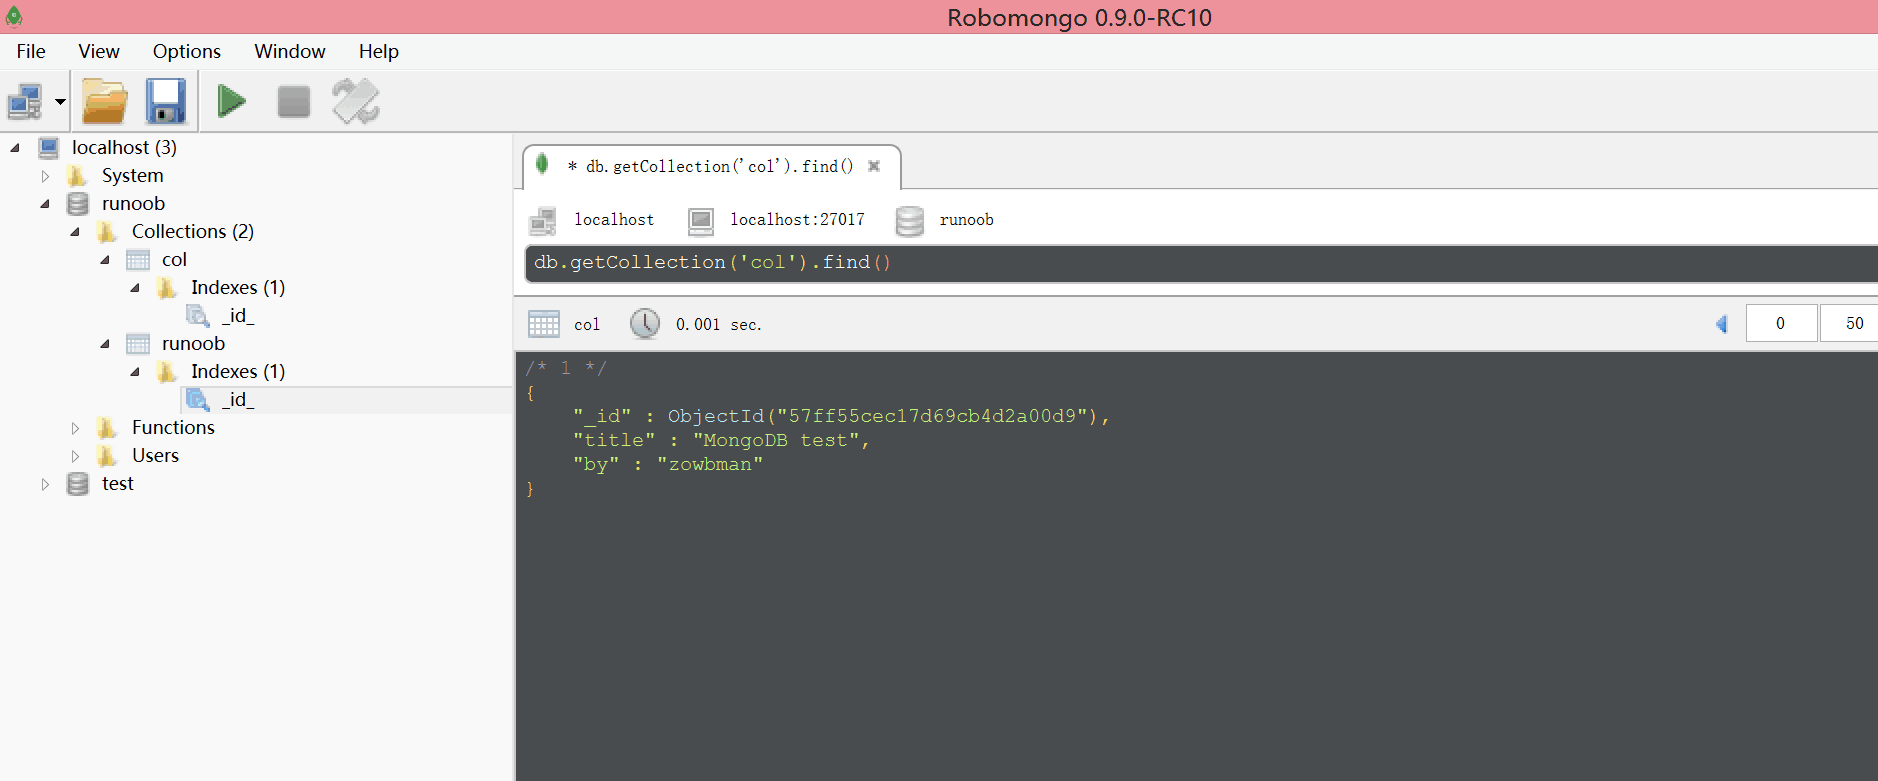 Robomongo 0.9.0-RC10
File View Options Window Help
localhost (3)
System
runoob
Collections (2)
col
Indexes (1)
_id_
runoob
Indexes (1)
_id_
Functions
Users
test
* db.getCollection('col').find()
localhost localhost:27017 runoob
db.getCollection('col').find()
col 0.001 sec. 0 50
/* 1 */
{
    "_id" : ObjectId("57ff55cec17d69cb4d2a00d9"),
    "title" : "MongoDB test",
    "by" : "zowbman"
}